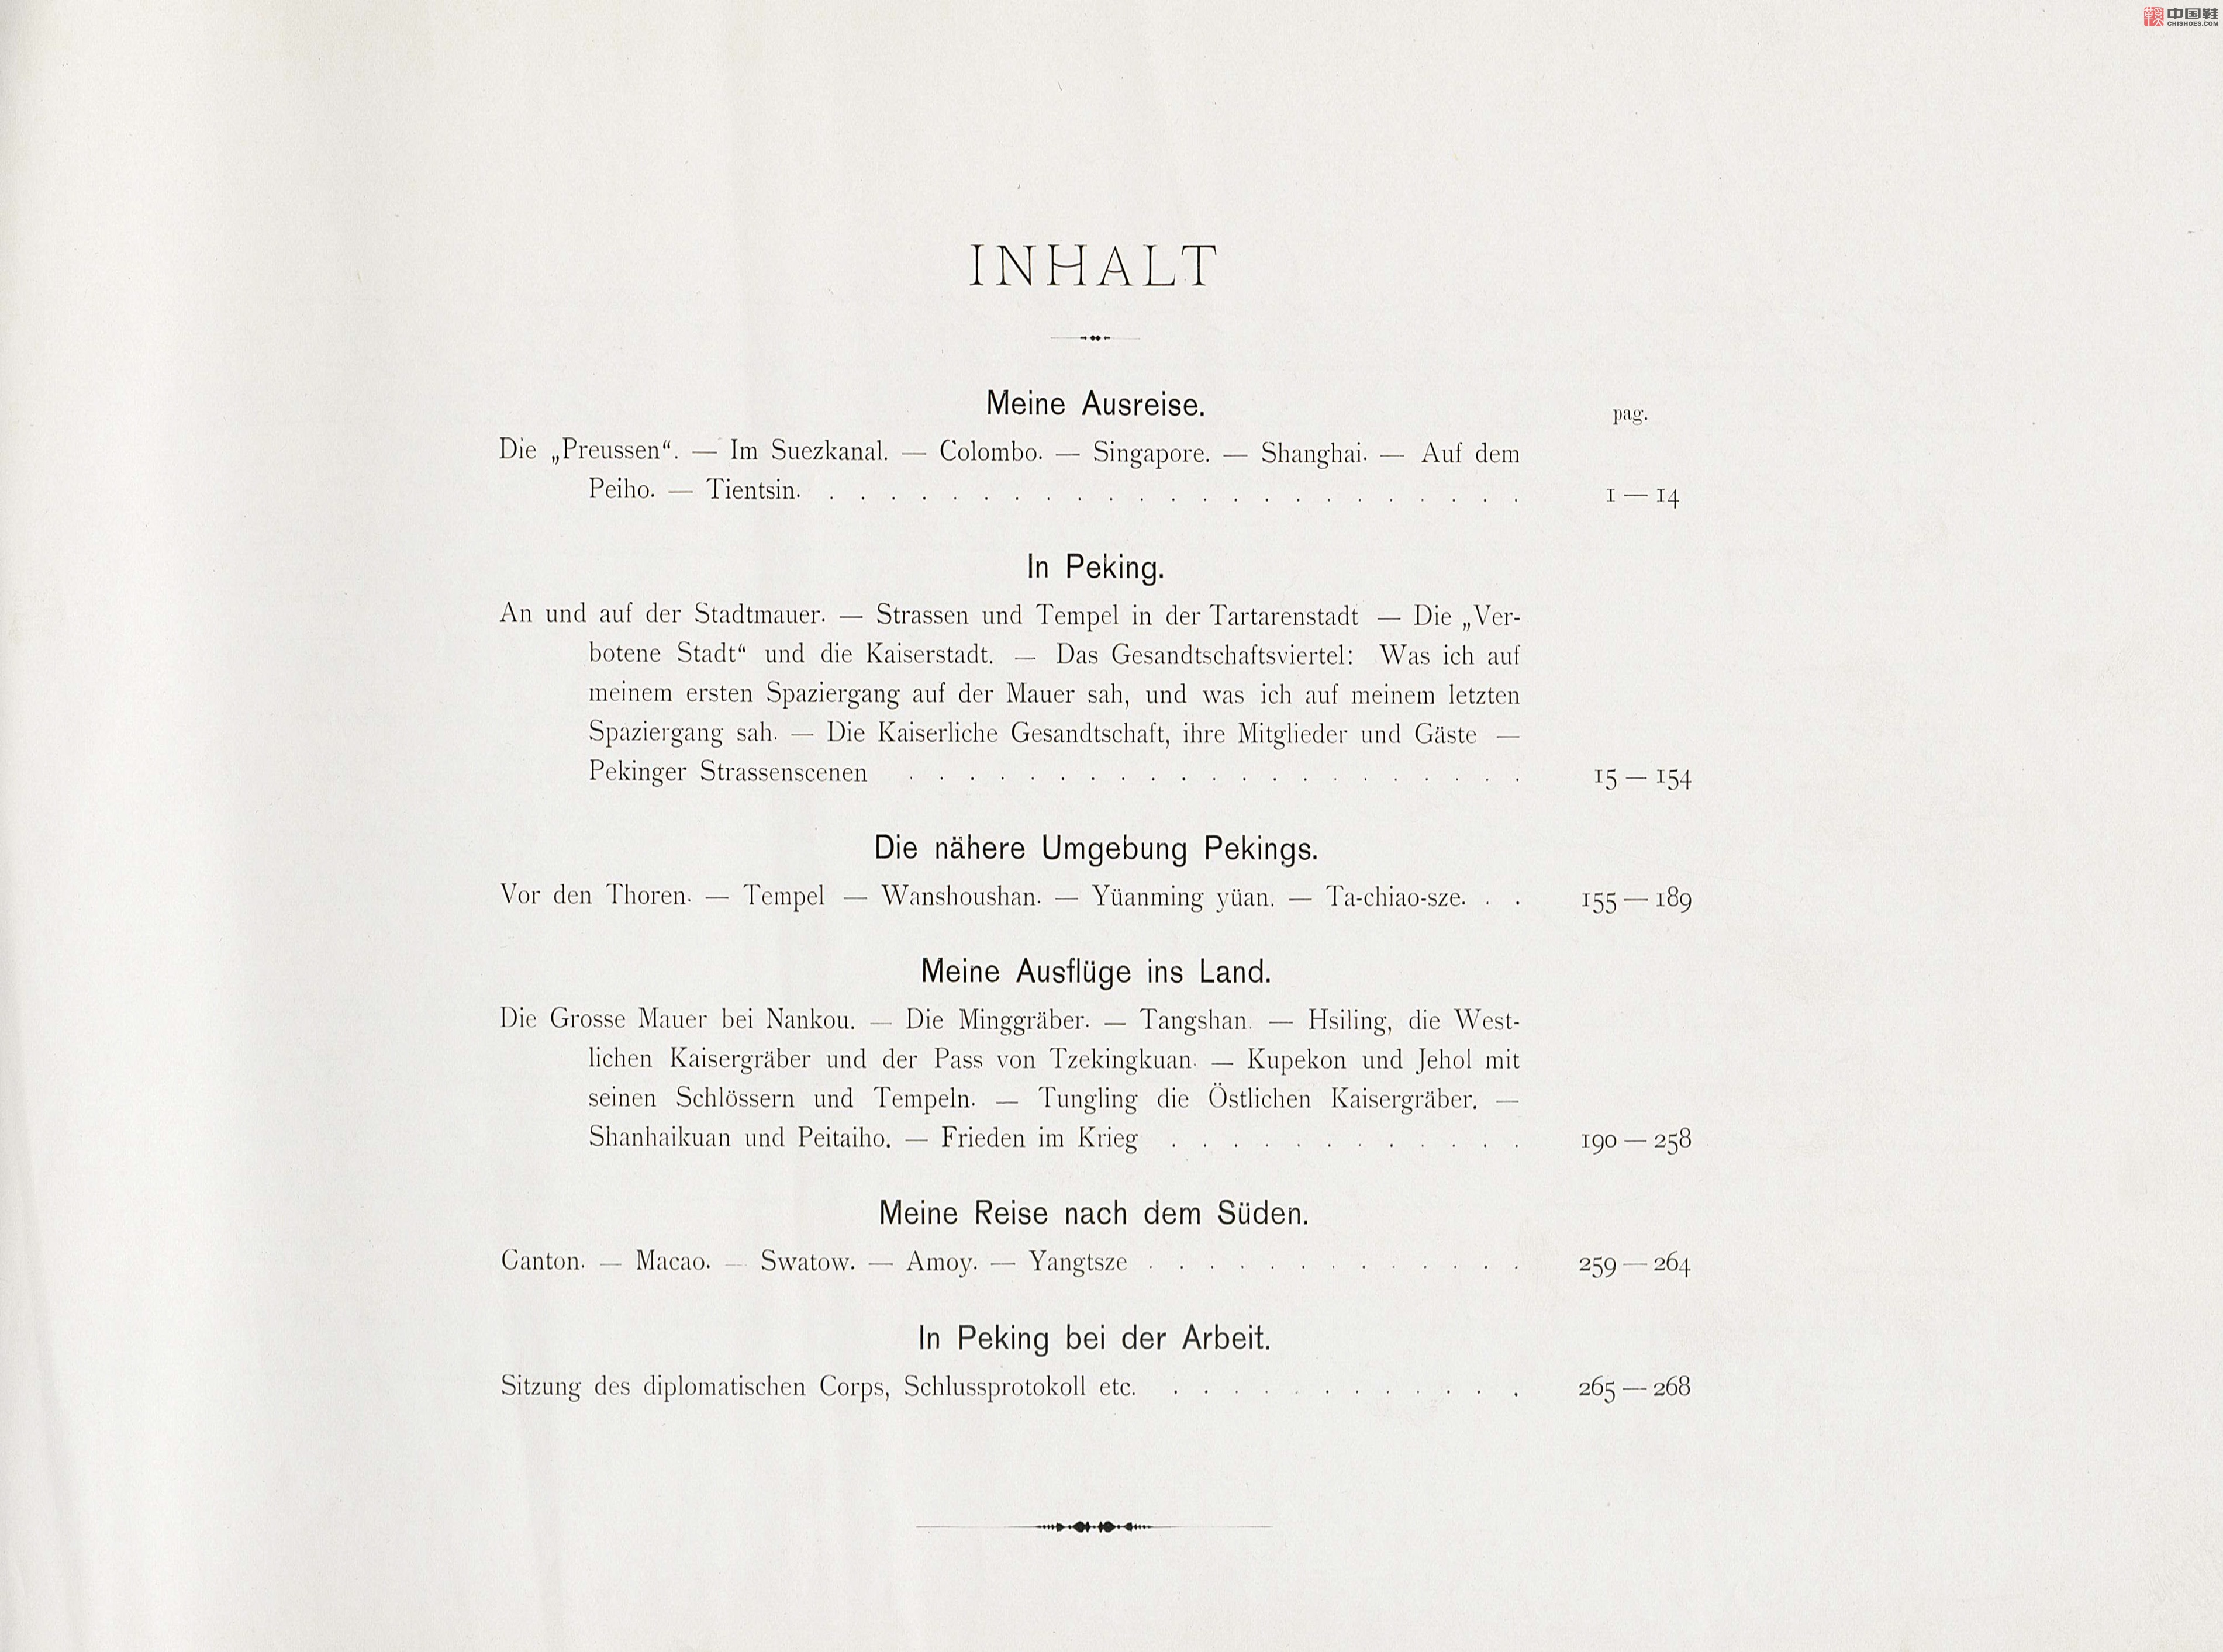 中国鞋
CHISHOES.COM
INHALT
Meine Ausreise.
pag.
Die „Preussen“. — Im Suezkanal. — Colombo. — Singapore. — Shanghai. — Auf dem
Peiho. — Tientsin. . . . . . . . . . . . . . . . . . . . . . . . 1 — 14
In Peking.
An und auf der Stadtmauer. — Strassen und Tempel in der Tartarenstadt — Die „Ver-
botene Stadt“ und die Kaiserstadt. — Das Gesandtschaftsviertel: Was ich auf
meinem ersten Spaziergang auf der Mauer sah, und was ich auf meinem letzten
Spaziergang sah. — Die Kaiserliche Gesandtschaft, ihre Mitglieder und Gäste —
Pekinger Strassenscenen . . . . . . . . . . . . . . . . . . . . . 15 — 154
Die nähere Umgebung Pekings.
Vor den Thoren. — Tempel — Wanshoushan. — Yüanming yüan. — Ta-chiao-sze. . . 155 — 189
Meine Ausflüge ins Land.
Die Grosse Mauer bei Nankou. — Die Minggräber. — Tangshan. — Hsiling, die West-
lichen Kaisergräber und der Pass von Tzekingkuan. — Kupekon und Jehol mit
seinen Schlössern und Tempeln. — Tungling die Östlichen Kaisergräber. —
Shanhaikuan und Peitaiho. — Frieden im Krieg . . . . . . . . . . . . 190 — 258
Meine Reise nach dem Süden.
Canton. — Macao. — Swatow. — Amoy. — Yangtsze . . . . . . . . . . . . . 259 — 264
In Peking bei der Arbeit.
Sitzung des diplomatischen Corps, Schlussprotokoll etc. . . . . . . . . . . . . 265 — 268